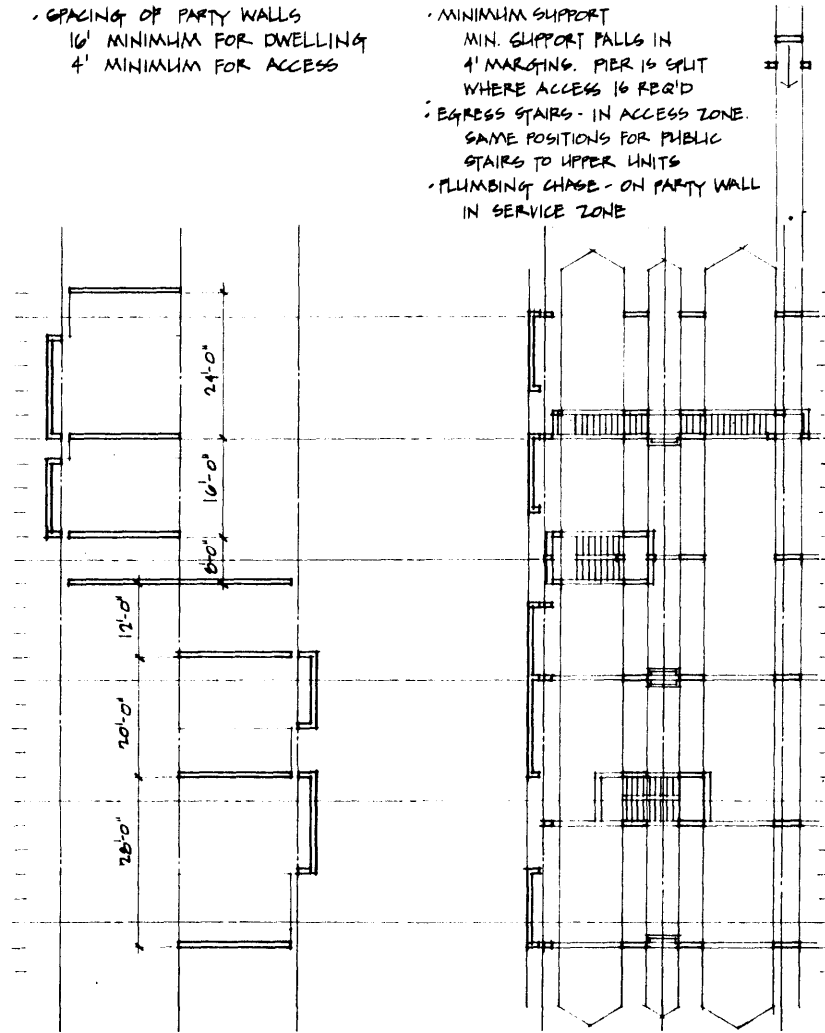 · SPACING OF PARTY WALLS
16' MINIMUM FOR DWELLING
4' MINIMUM FOR ACCESS
· MINIMUM SUPPORT
MIN. SUPPORT FALLS IN
4' MARGINS. PIER IS SPLIT
WHERE ACCESS IS REQ'D
· EGRESS STAIRS - IN ACCESS ZONE.
SAME POSITIONS FOR PUBLIC
STAIRS TO UPPER UNITS
· PLUMBING CHASE - ON PARTY WALL
IN SERVICE ZONE
24'-0"
16'-0"
8'-0"
12'-0"
20'-0"
28'-0"